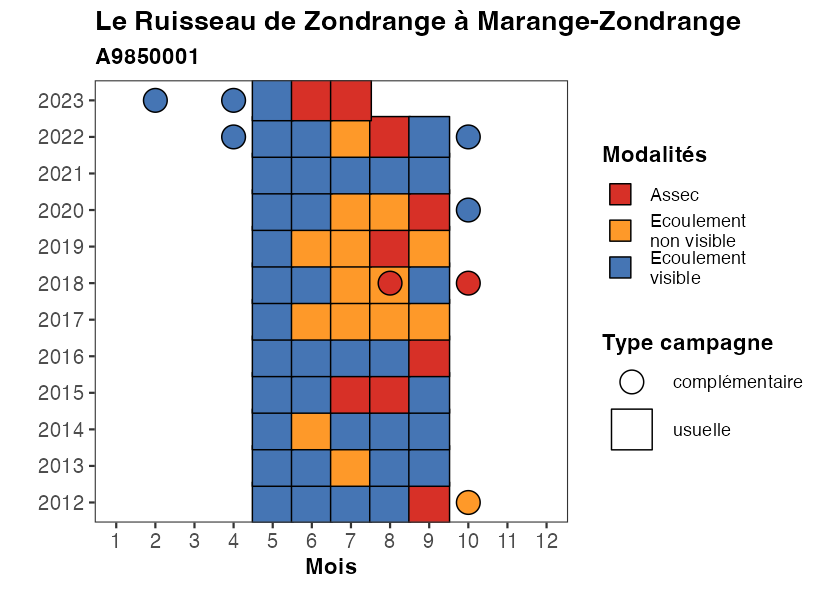 Le Ruisseau de Zondrange à Marange-Zondrange
A9850001
2023
2022
2021
2020
2019
2018
2017
2016
2015
2014
2013
2012
1 2 3 4 5 6 7 8 9 10 11 12
Mois
Modalités
Assec
Ecoulement
non visible
Ecoulement
visible
Type campagne
complémentaire
usuelle